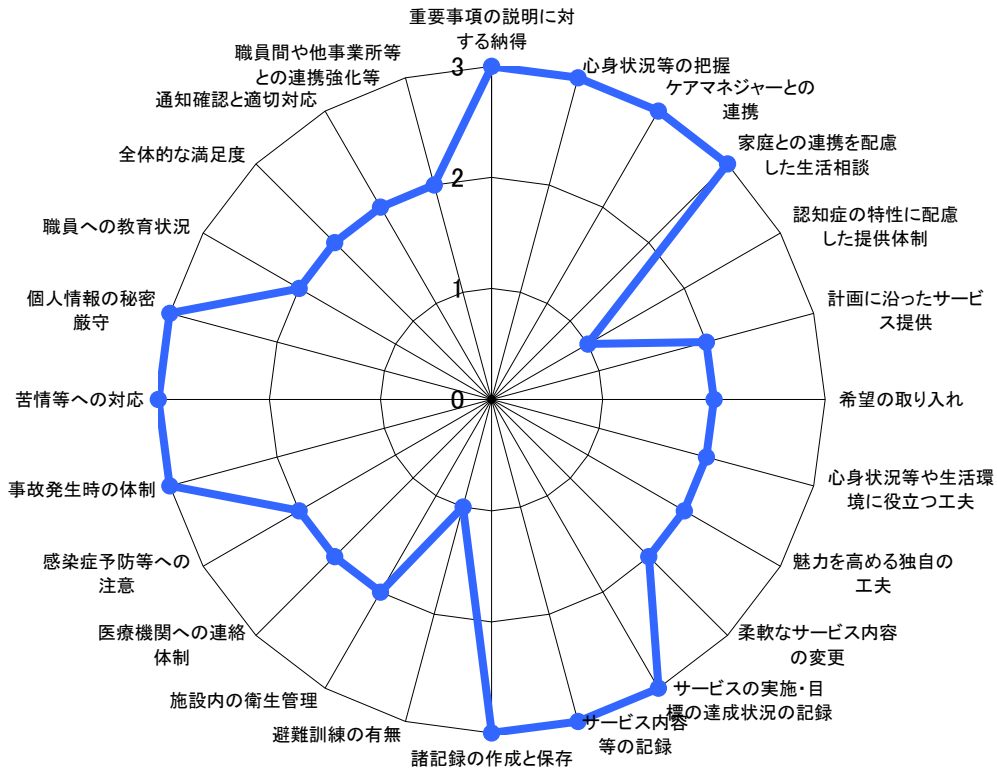 重要事項の説明に対
する納得
心身状況等の把握
ケアマネジャーとの
連携
家庭との連携を配慮
した生活相談
認知症の特性に配慮
した提供体制
計画に沿ったサービ
ス提供
希望の取り入れ
心身状況等や生活環
境に役立つ工夫
魅力を高める独自の
工夫
柔軟なサービス内容
の変更
サービスの実施・目
標の達成状況の記録
サービス内容
等の記録
諸記録の作成と保存
避難訓練の有無
施設内の衛生管理
医療機関への連絡
体制
感染症予防等への
注意
事故発生時の体制
苦情等への対応
個人情報の秘密
厳守
職員への教育状況
全体的な満足度
通知確認と適切対応
職員間や他事業所等
との連携強化等
3
2
1
0